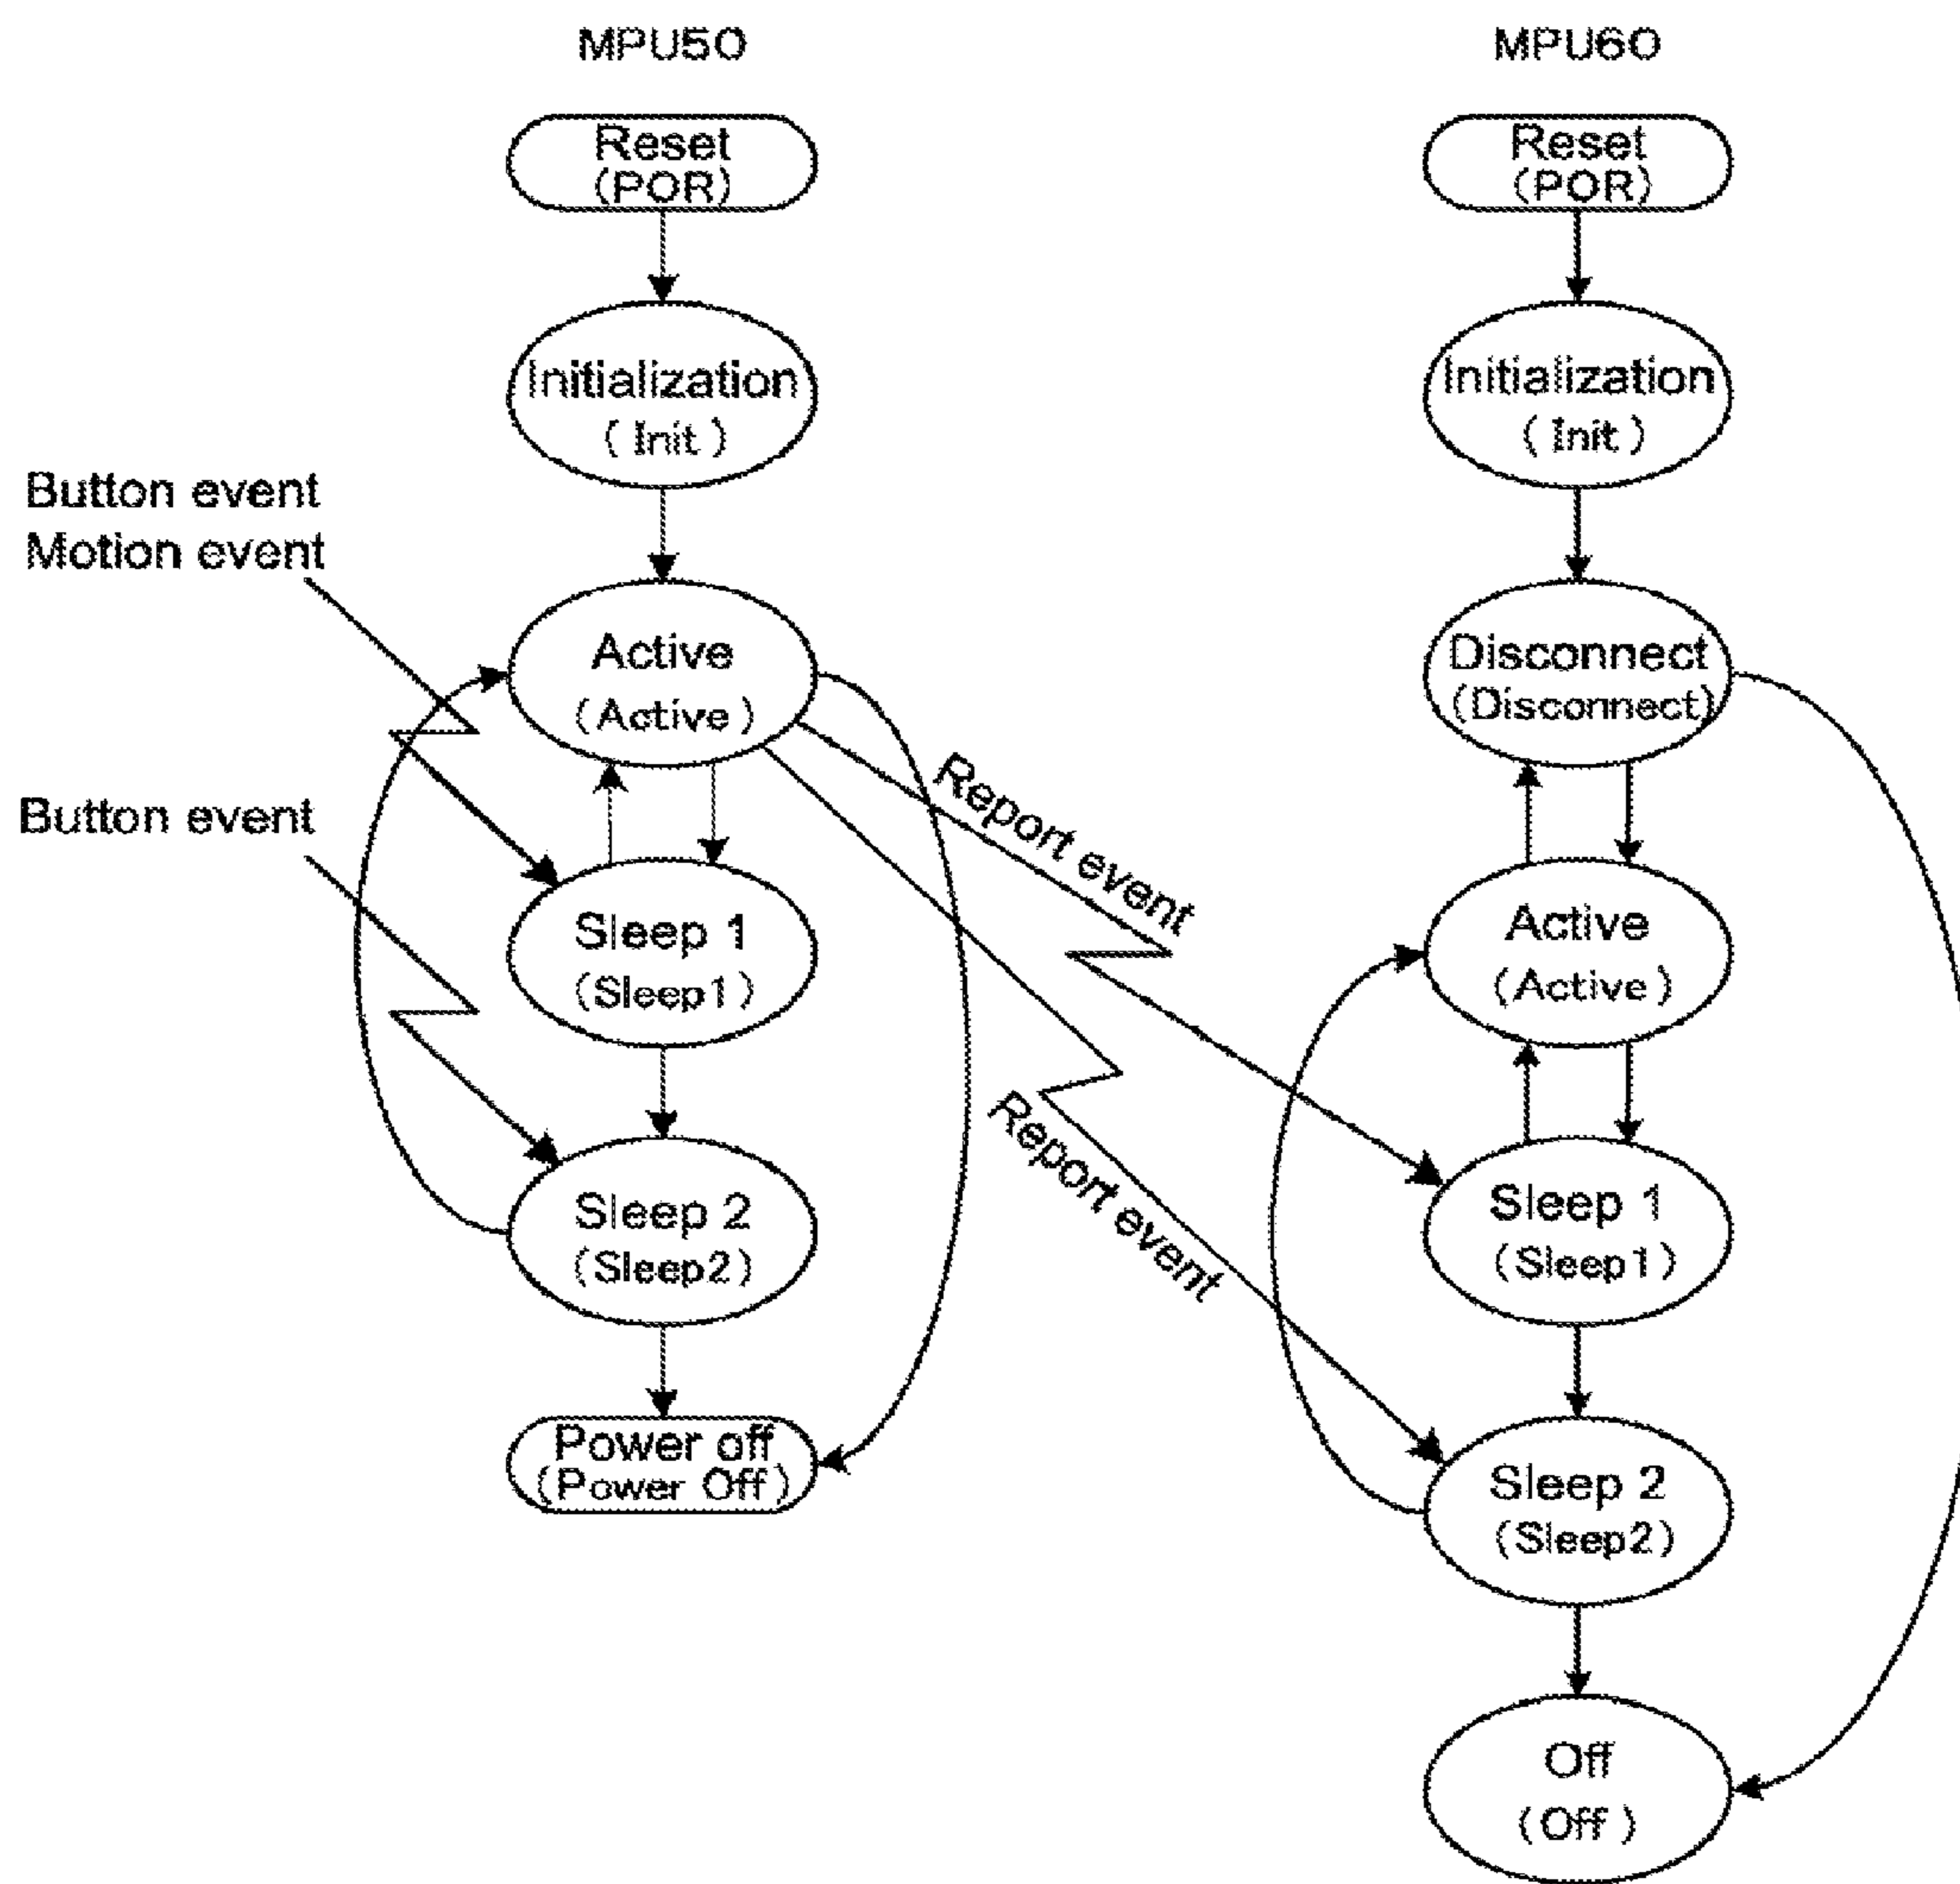 MPU50
Reset
(POR)
Initialization
( Init )
Button event
Motion event
Active
(Active)
Button event
Sleep 1
(Sleep1)
Sleep 2
(Sleep2)
Power off
(Power Off)
Report event
Report event
MPU60
Reset
(POR)
Initialization
( Init )
Disconnect
(Disconnect)
Active
(Active)
Sleep 1
(Sleep1)
Sleep 2
(Sleep2)
Off
(Off)